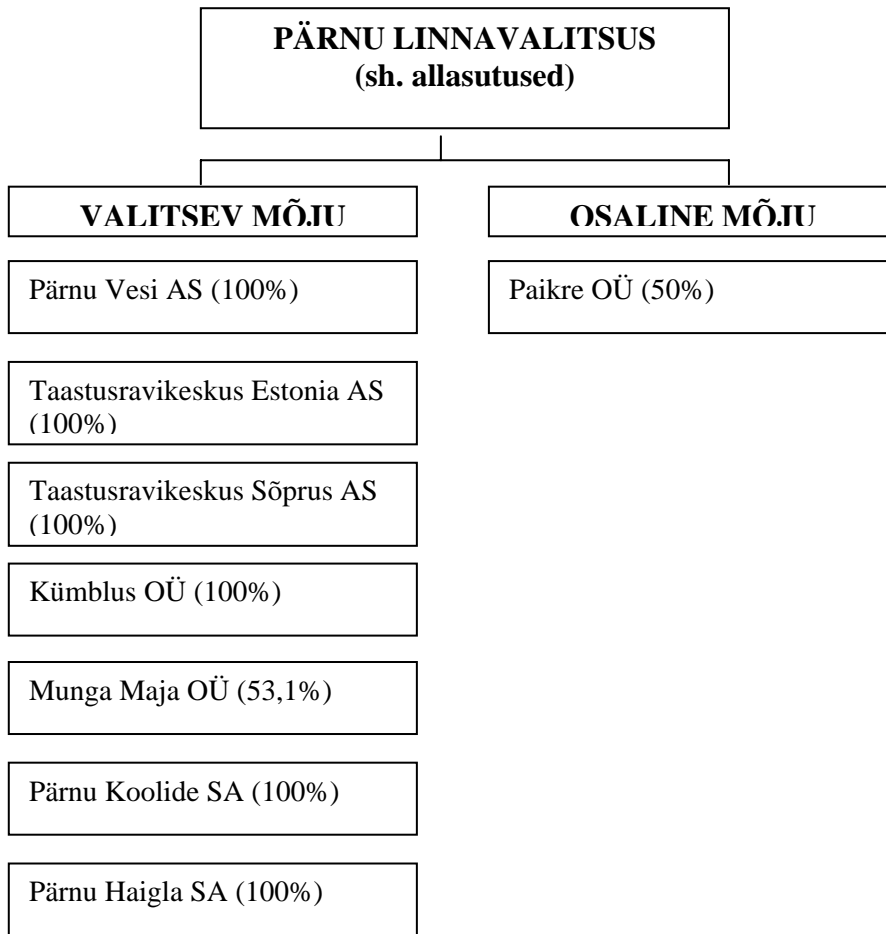 PÄRNU LINNAVALITSUS
(sh. allasutused)
VALITSEV MÕJU
OSALINE MÕJU
Pärnu Vesi AS (100%)
Paikre OÜ (50%)
Taastusravikeskus Estonia AS
(100%)
Taastusravikeskus Sõprus AS
(100%)
Kümblus OÜ (100%)
Munga Maja OÜ (53,1%)
Pärnu Koolide SA (100%)
Pärnu Haigla SA (100%)